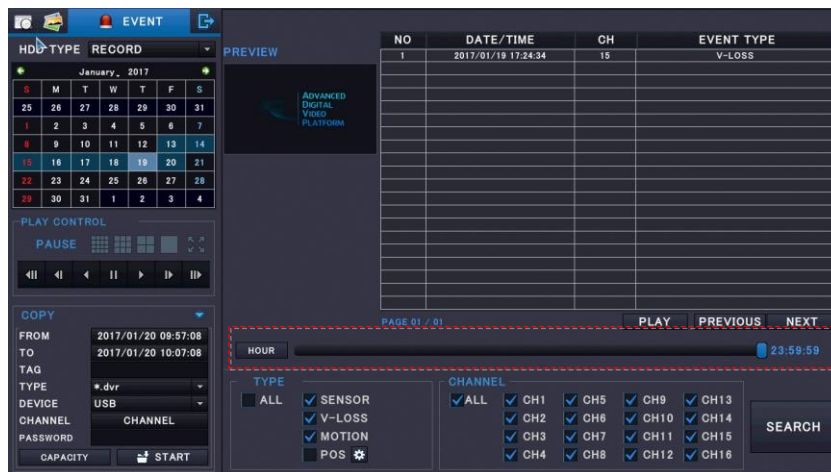 EVENT
HDD TYPE RECORD
January, 2017
S M T W T F S
25 26 27 28 29 30 31
1 2 3 4 5 6 7
8 9 10 11 12 13 14
15 16 17 18 19 20 21
22 23 24 25 26 27 28
29 30 31 1 2 3 4
PLAY CONTROL
PAUSE
COPY
FROM 2017/01/20 09:57:08
TO 2017/01/20 10:07:08
TAG
TYPE *.dvr
DEVICE USB
CHANNEL CHANNEL
PASSWORD
CAPACITY START
PREVIEW
ADVANCED
DIGITAL
VIDEO
PLATFORM
NO DATE/TIME CH EVENT TYPE
1 2017/01/19 17:24:34 15 V-LOSS
PAGE 01 / 01 PLAY PREVIOUS NEXT
HOUR 23:59:59
TYPE
ALL SENSOR
V-LOSS
MOTION
POS
CHANNEL
ALL CH1 CH5 CH9 CH13
CH2 CH6 CH10 CH14
CH3 CH7 CH11 CH15
CH4 CH8 CH12 CH16
SEARCH